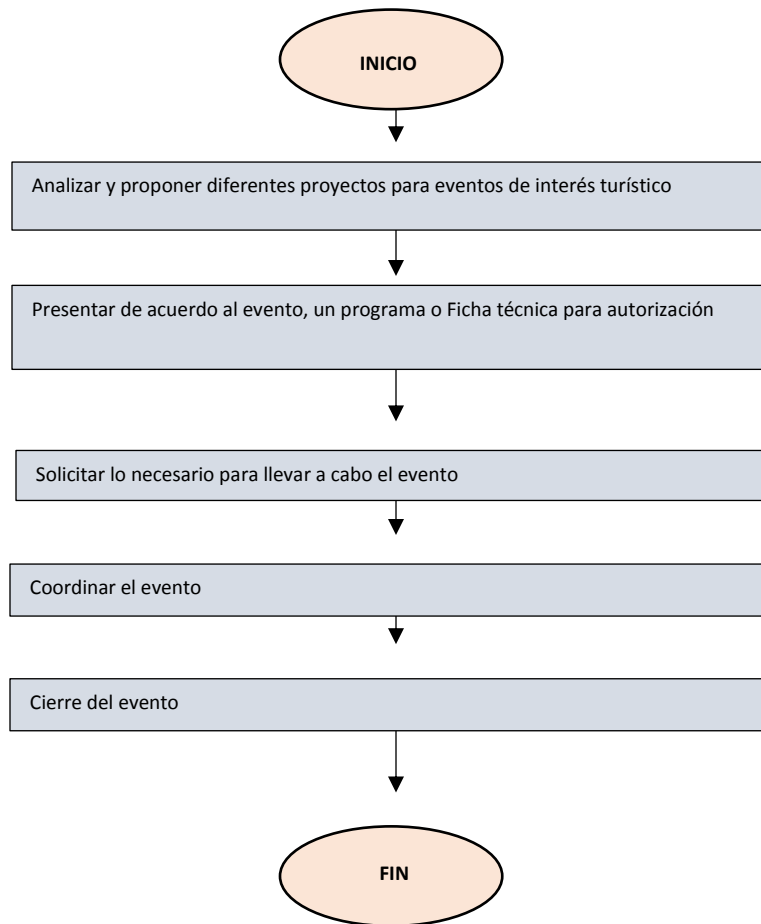 INICIO
Analizar y proponer diferentes proyectos para eventos de interés turístico
Presentar de acuerdo al evento, un programa o Ficha técnica para autorización
Solicitar lo necesario para llevar a cabo el evento
Coordinar el evento
Cierre del evento
FIN